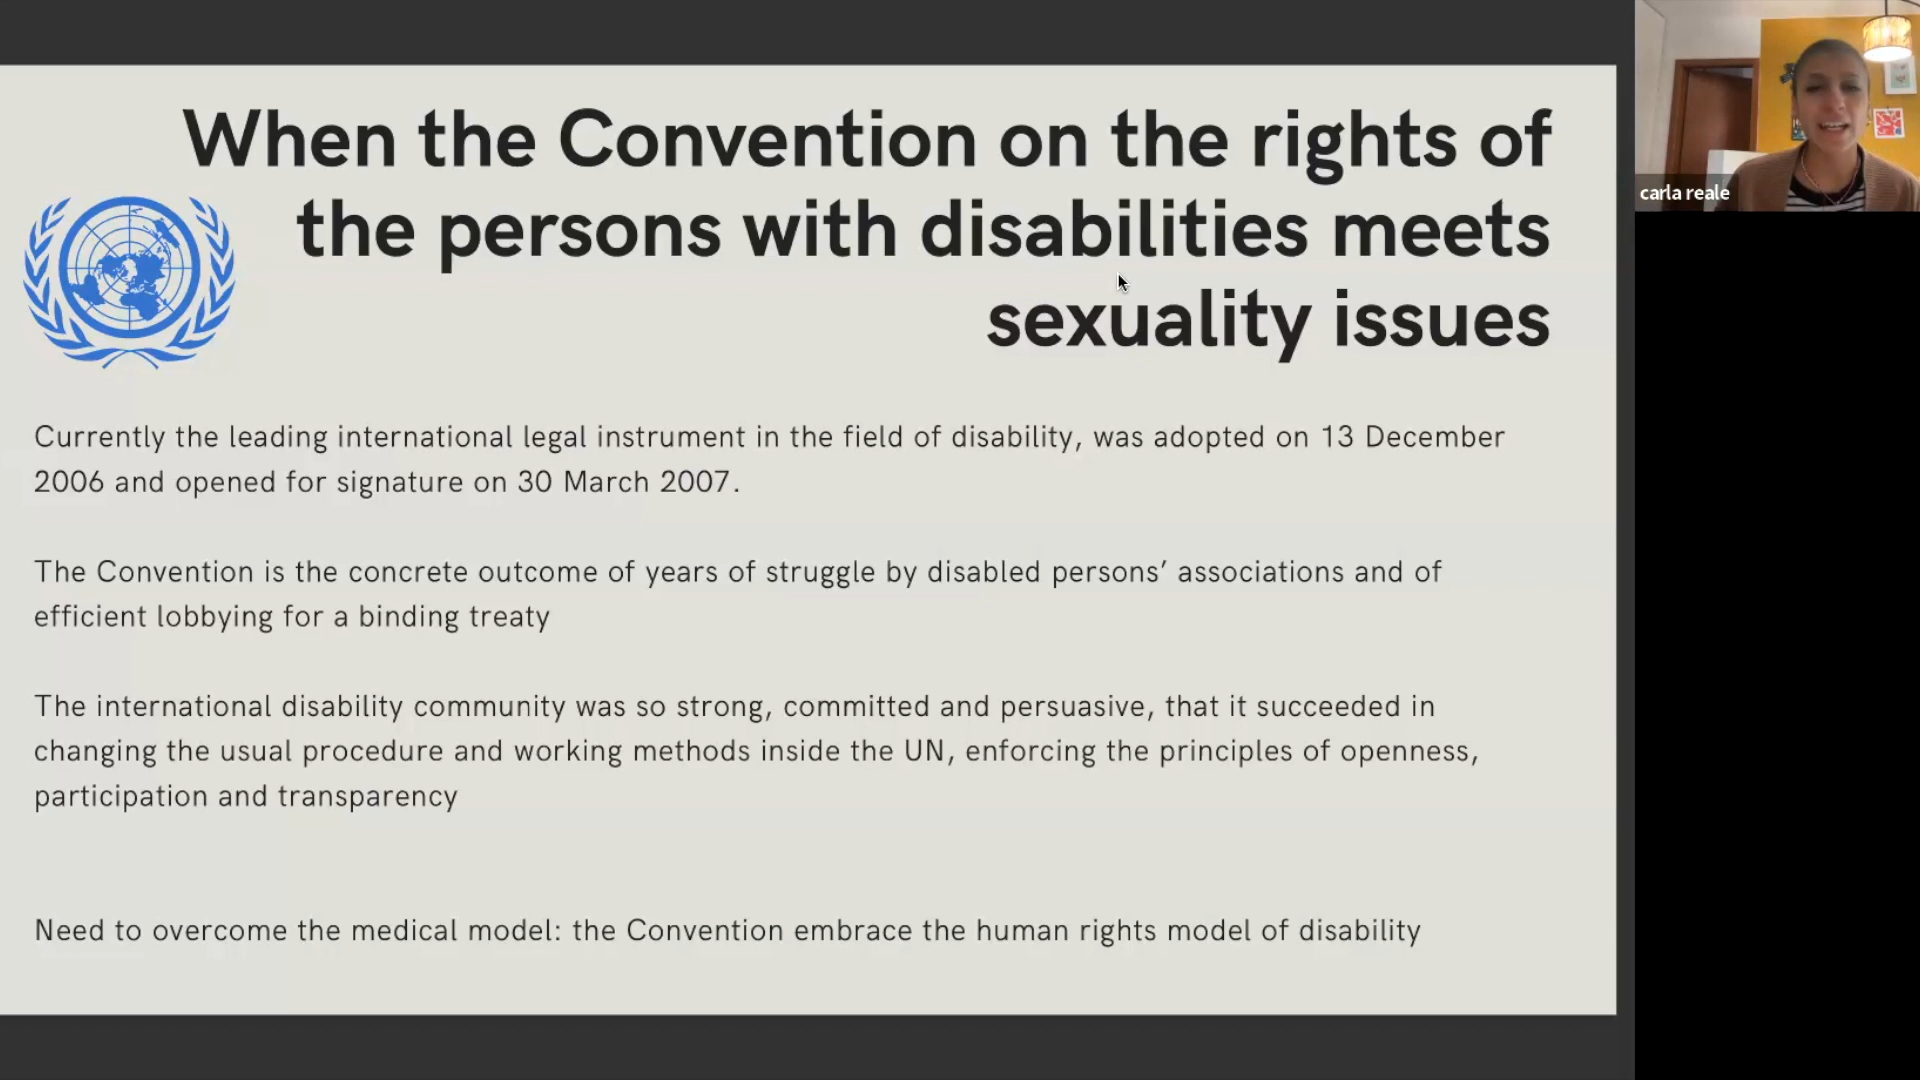 When the Convention on the rights of
the persons with disabilities meets
sexuality issues
Currently the leading international legal instrument in the field of disability, was adopted on 13 December
2006 and opened for signature on 30 March 2007.
The Convention is the concrete outcome of years of struggle by disabled persons’ associations and of
efficient lobbying for a binding treaty
The international disability community was so strong, committed and persuasive, that it succeeded in
changing the usual procedure and working methods inside the UN, enforcing the principles of openness,
participation and transparency
Need to overcome the medical model: the Convention embrace the human rights model of disability
carla reale